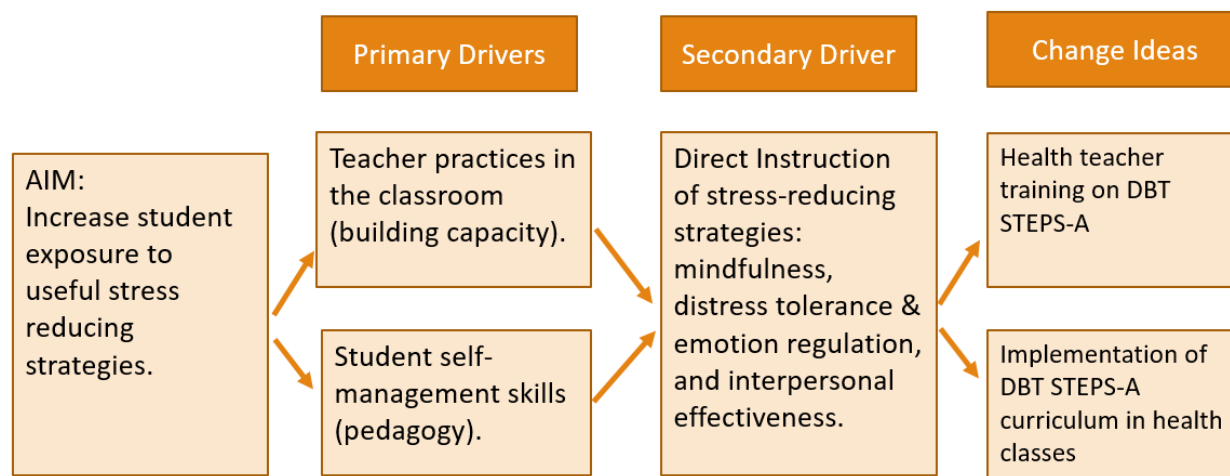 Primary Drivers
Secondary Driver
Change Ideas
AIM:
Increase student
exposure to
useful stress
reducing
strategies.
Teacher practices in
the classroom
(building capacity).
Student self-
management skills
(pedagogy).
Direct Instruction
of stress-reducing
strategies:
mindfulness,
distress tolerance &
emotion regulation,
and interpersonal
effectiveness.
Health teacher
training on DBT
STEPS-A
Implementation of
DBT STEPS-A
curriculum in health
classes